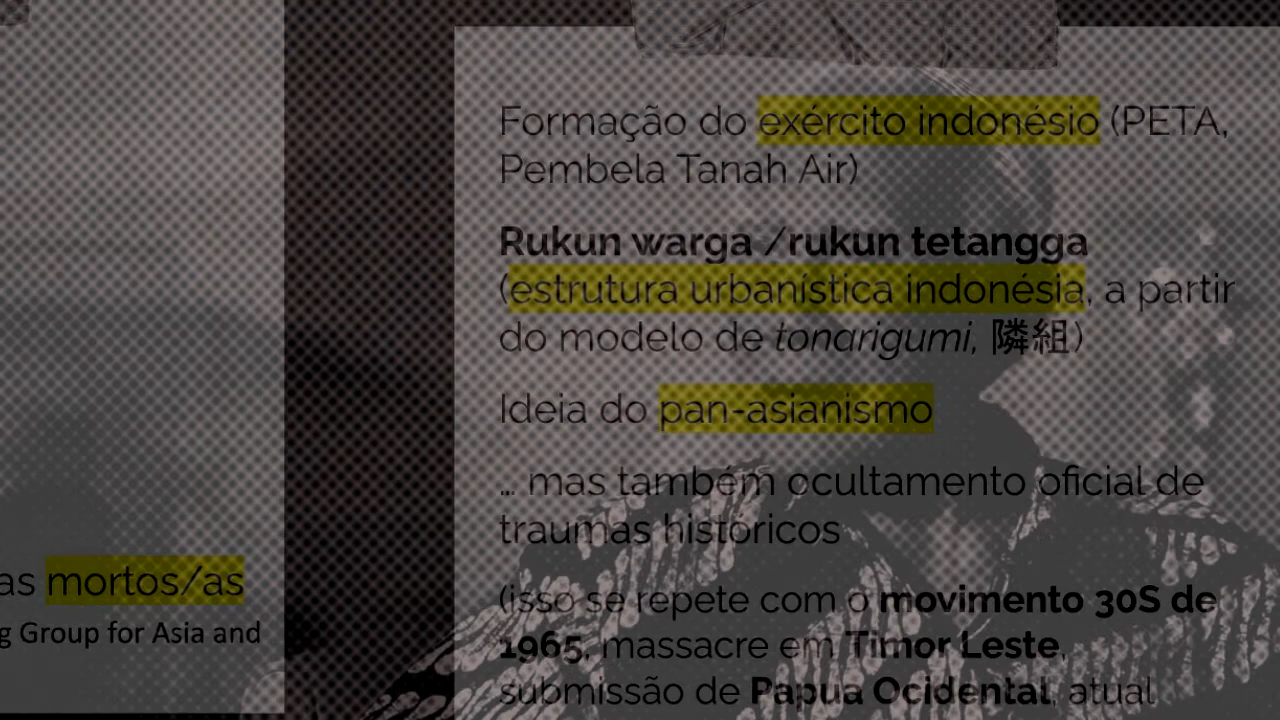 as mortos/as
g Group for Asia and
Formação do exército indonésio (PETA,
Pembela Tanah Air)
Rukun warga /rukun tetangga
(estrutura urbanística indonésia, a partir
do modelo de tonarigumi, 隣組)
Ideia do pan-asianismo
... mas também ocultamento oficial de
traumas históricos
(isso se repete com o movimento 30S de
1965, massacre em Timor Leste,
submissão de Papua Ocidental, atual